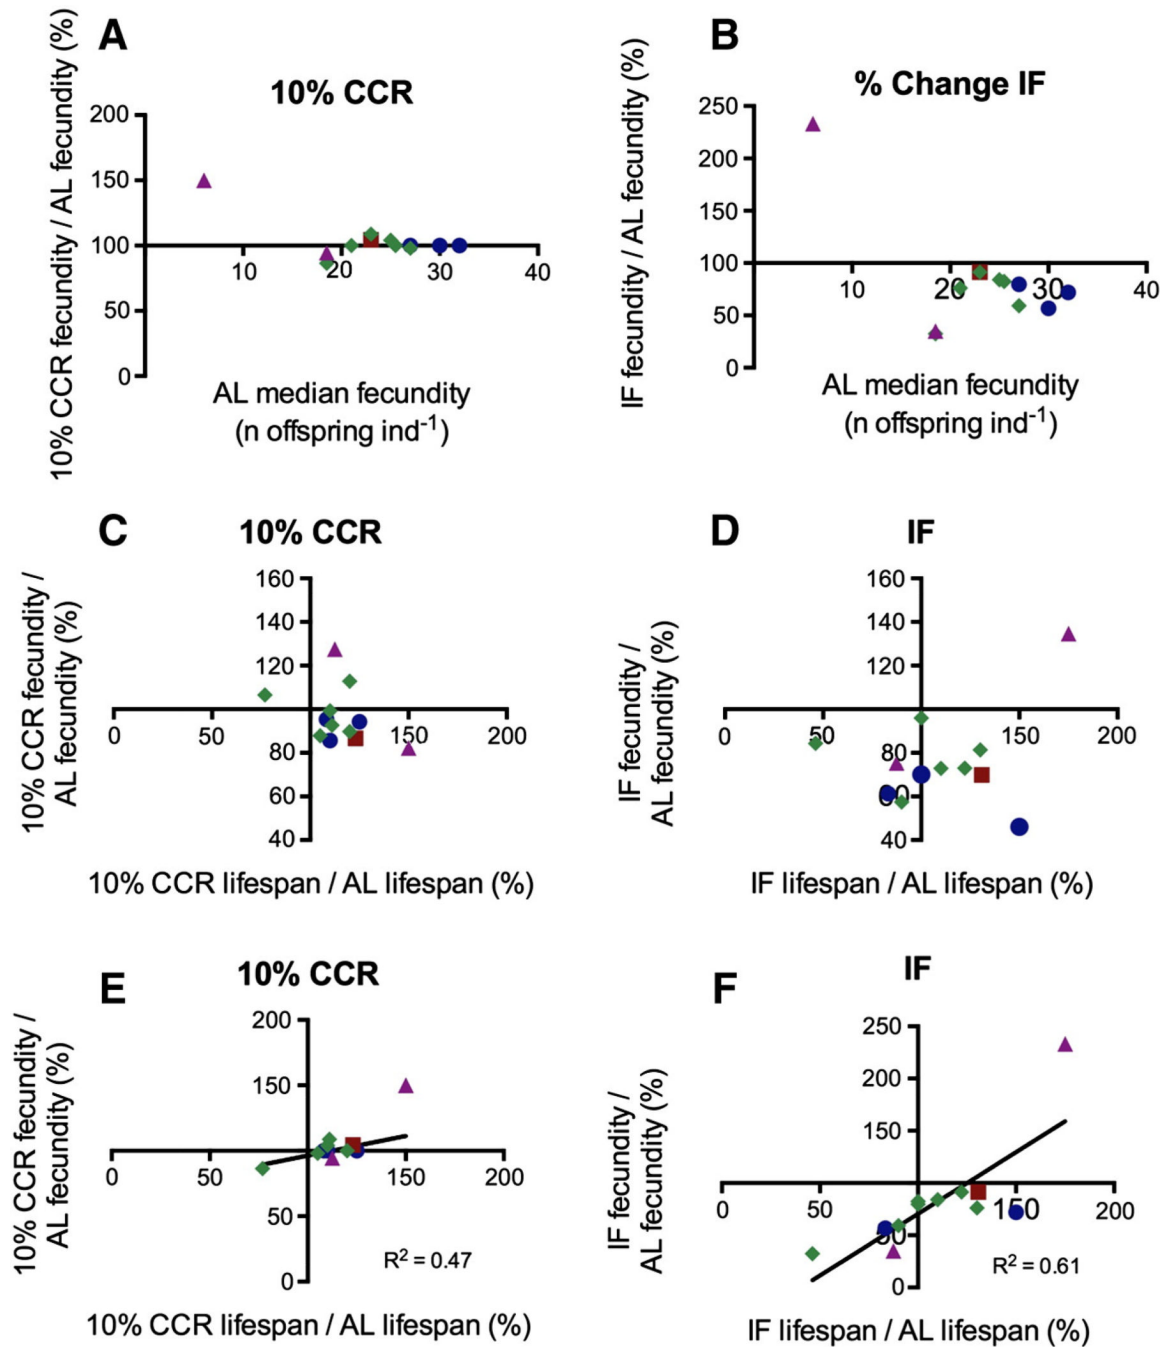 A
10% CCR
10% CCR fecundity / AL fecundity (%)
200
150
100
50
0
10
20
30
40
AL median fecundity
(n offspring ind-1)
B
% Change IF
IF fecundity / AL fecundity (%)
250
200
150
100
50
0
10
20
30
40
AL median fecundity
(n offspring ind-1)
C
10% CCR
10% CCR fecundity /
AL fecundity (%)
160
140
120
80
60
40
0
50
150
200
10% CCR lifespan / AL lifespan (%)
D
IF
IF fecundity /
AL fecundity (%)
160
140
120
80
60
40
0
50
150
200
IF lifespan / AL lifespan (%)
E
10% CCR
10% CCR fecundity /
AL fecundity (%)
200
150
50
0
0
50
150
200
R2 = 0.47
10% CCR lifespan / AL lifespan (%)
F
IF
IF fecundity /
AL fecundity (%)
250
200
150
50
0
0
50
150
200
R2 = 0.61
IF lifespan / AL lifespan (%)